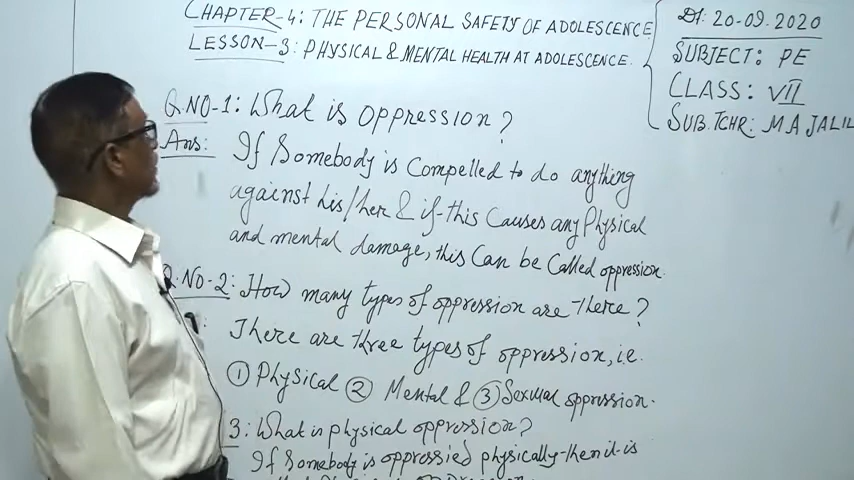 CHAPTER-4: THE PERSONAL SAFETY OF ADOLESCENCE
LESSON-3: PHYSICAL & MENTAL HEALTH AT ADOLESCENCE.
Dt: 20-09.2020
SUBJECT: PE
CLASS: VII
SUB.TCHR: M A JALIL
Q.NO-1: What is oppression?
Ans:
If Somebody is Compelled to do anything
against his/her & if this Causes any Physical
and mental damage, this Can be Called oppression.
Q.NO-2: How many types of oppression are there?
There are three types of oppression, i.e.
① Physical ② Mental & ③ Sexual oppression.
3: What is physical oppression?
If Somebody is oppressied physically then it is